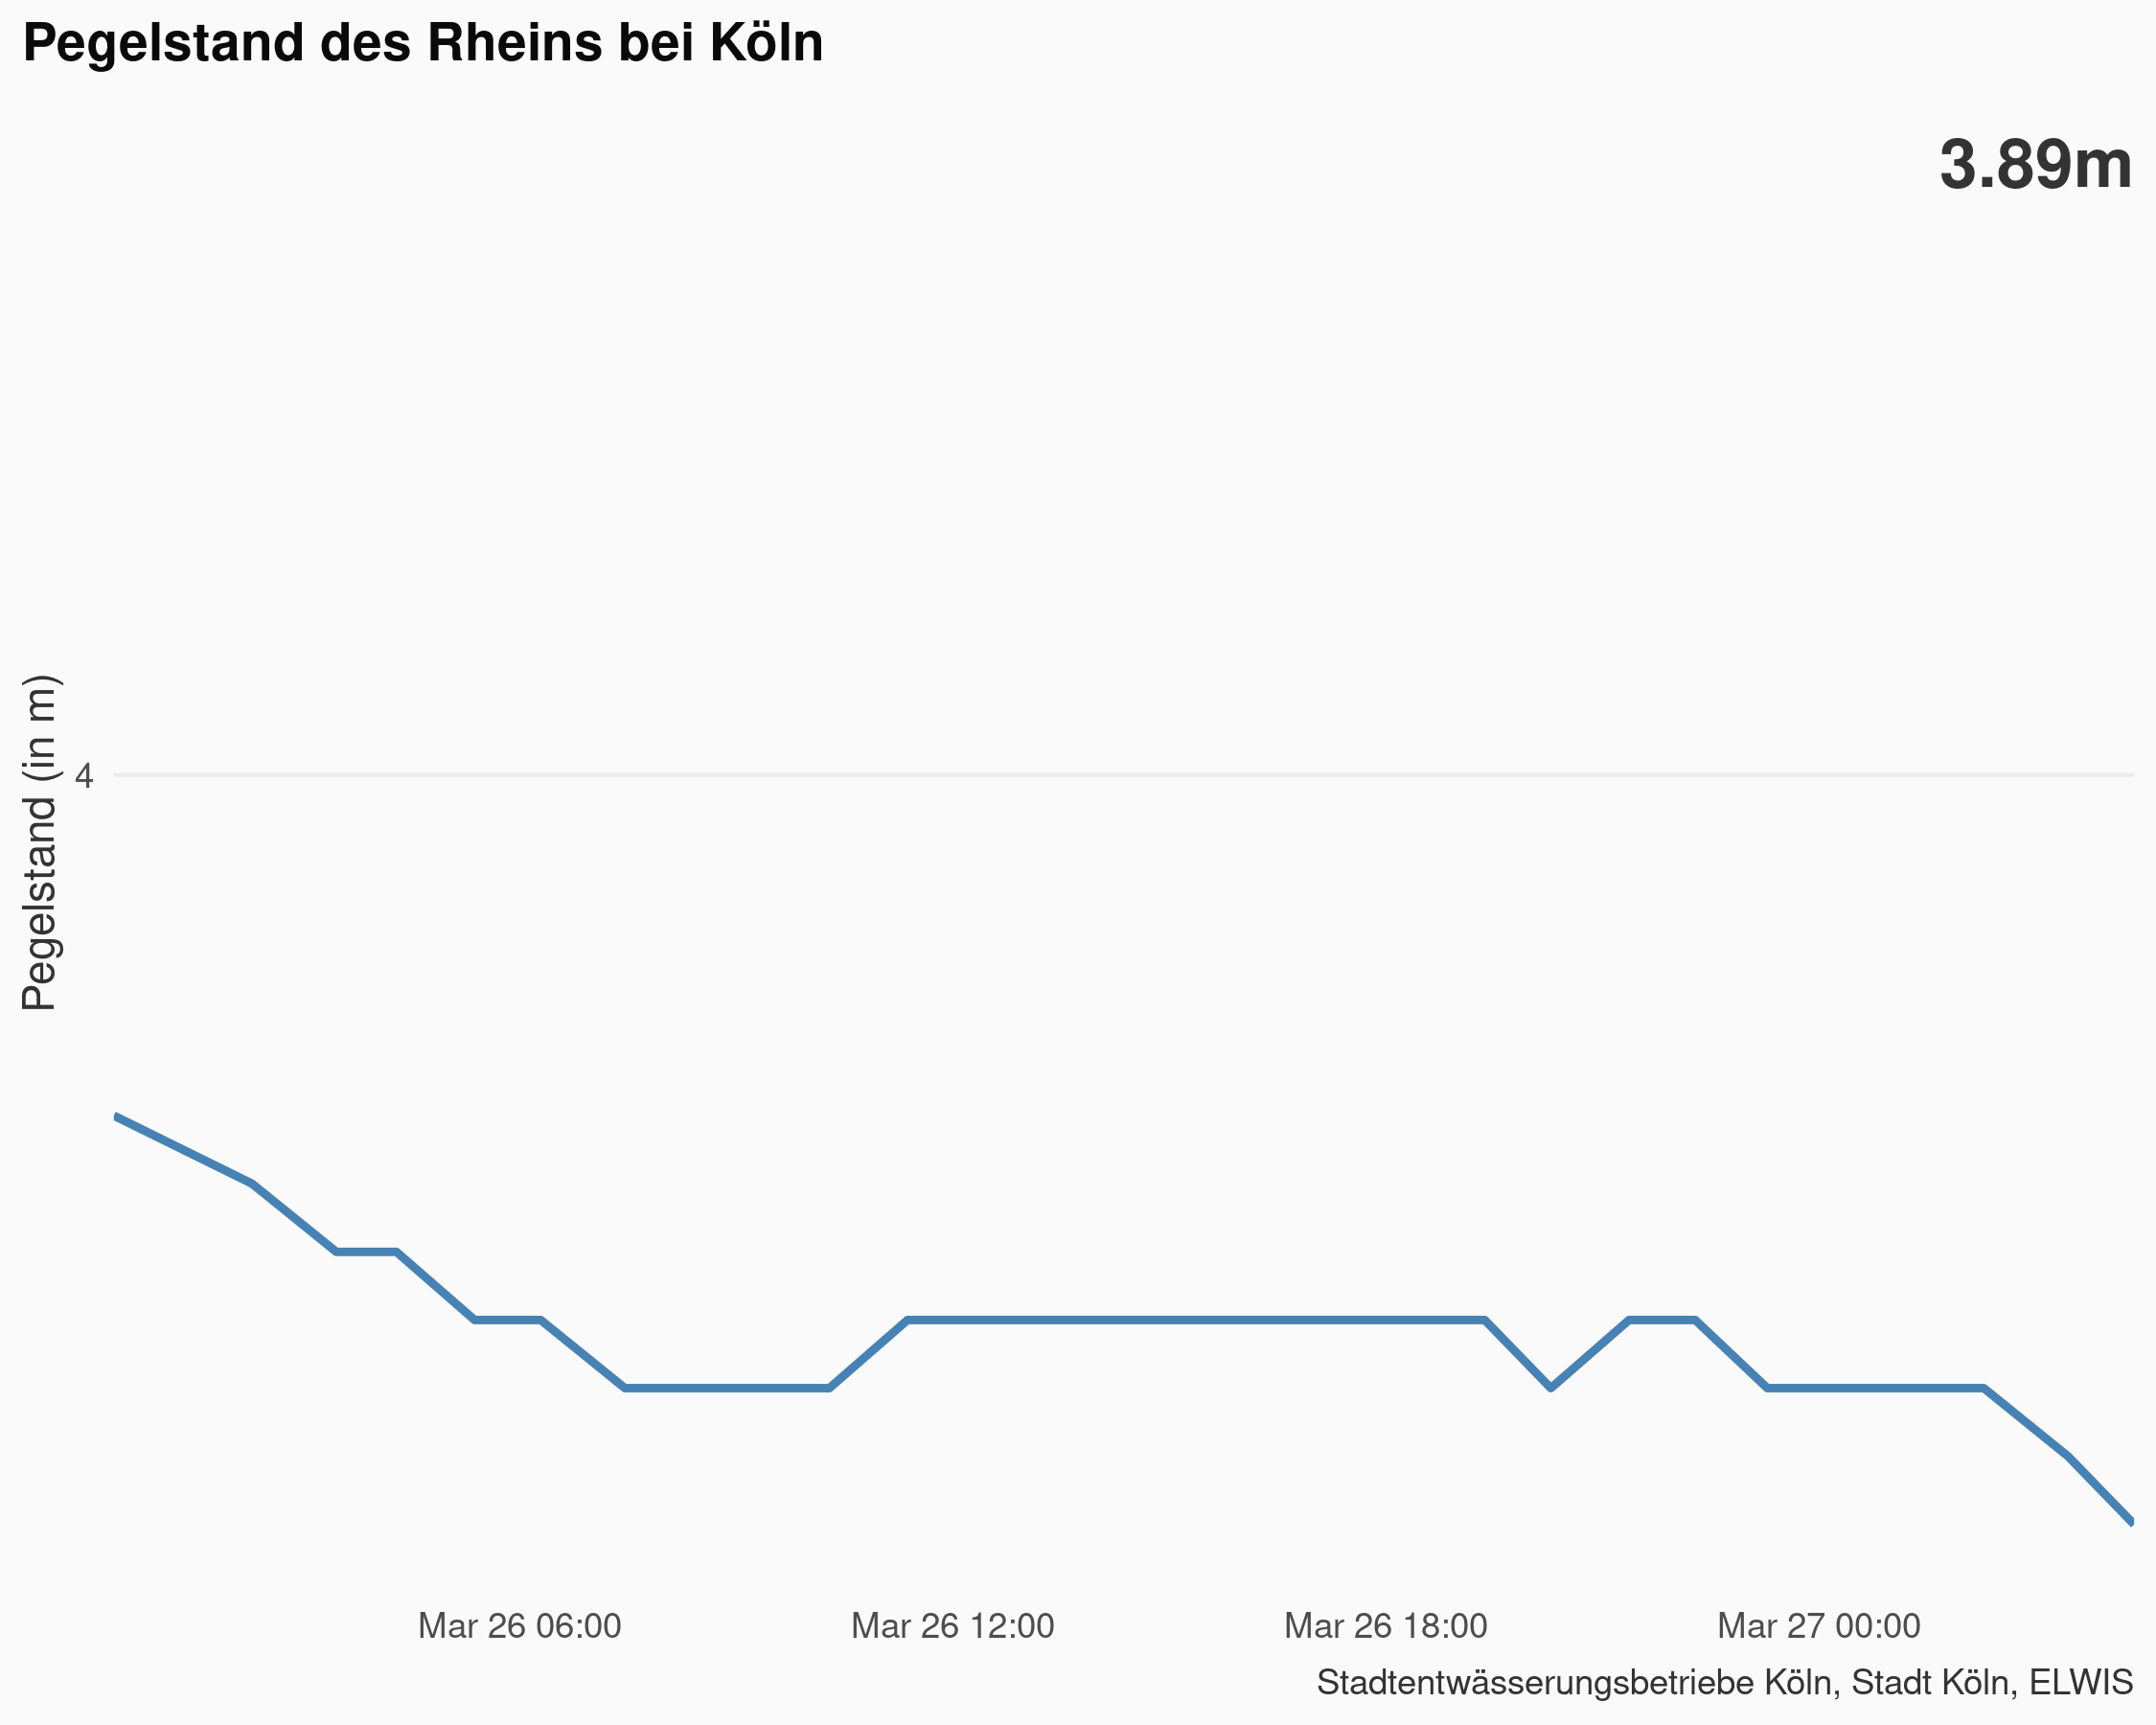 Pegelstand des Rheins bei Köln
3.89m
Pegelstand (in m)
4
Mar 26 06:00
Mar 26 12:00
Mar 26 18:00
Mar 27 00:00
Stadtentwässerungsbetriebe Köln, Stadt Köln, ELWIS